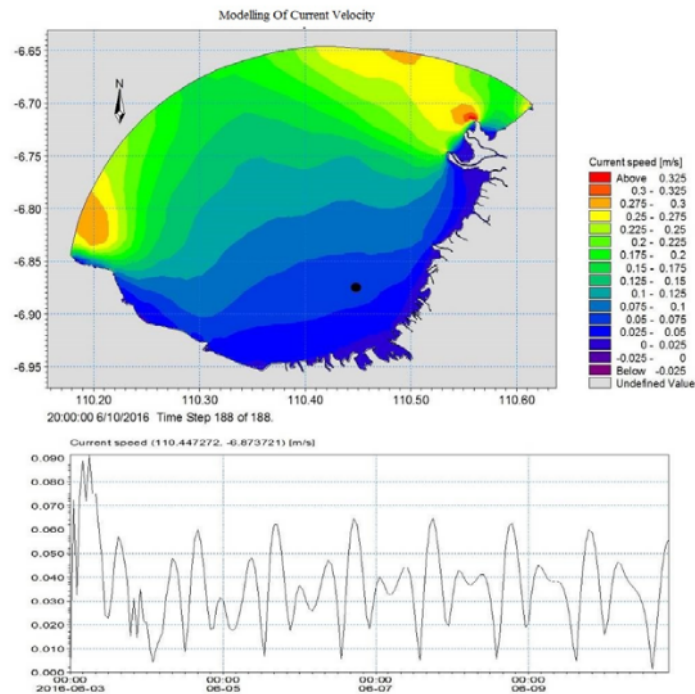 Modelling Of Current Velocity
N
-6.65
-6.70
-6.75
-6.80
-6.85
-6.90
-6.95
110.20 110.30 110.40 110.50 110.60
20:00:00 6/10/2016 Time Step 188 of 188.
Current speed [m/s]
Above 0.325
0.3 - 0.325
0.275 - 0.3
0.25 - 0.275
0.225 - 0.25
0.2 - 0.225
0.175 - 0.2
0.15 - 0.175
0.125 - 0.15
0.1 - 0.125
0.075 - 0.1
0.05 - 0.075
0.025 - 0.05
0 - 0.025
-0.025 - 0
Below -0.025
Undefined Value
Current speed (110.447272, -6.873721) [m/s]
0.090
0.080
0.070
0.060
0.050
0.040
0.030
0.020
0.010
0.000
00:00 00:00 00:00 00:00
2016-06-03 06-05 06-07 06-09